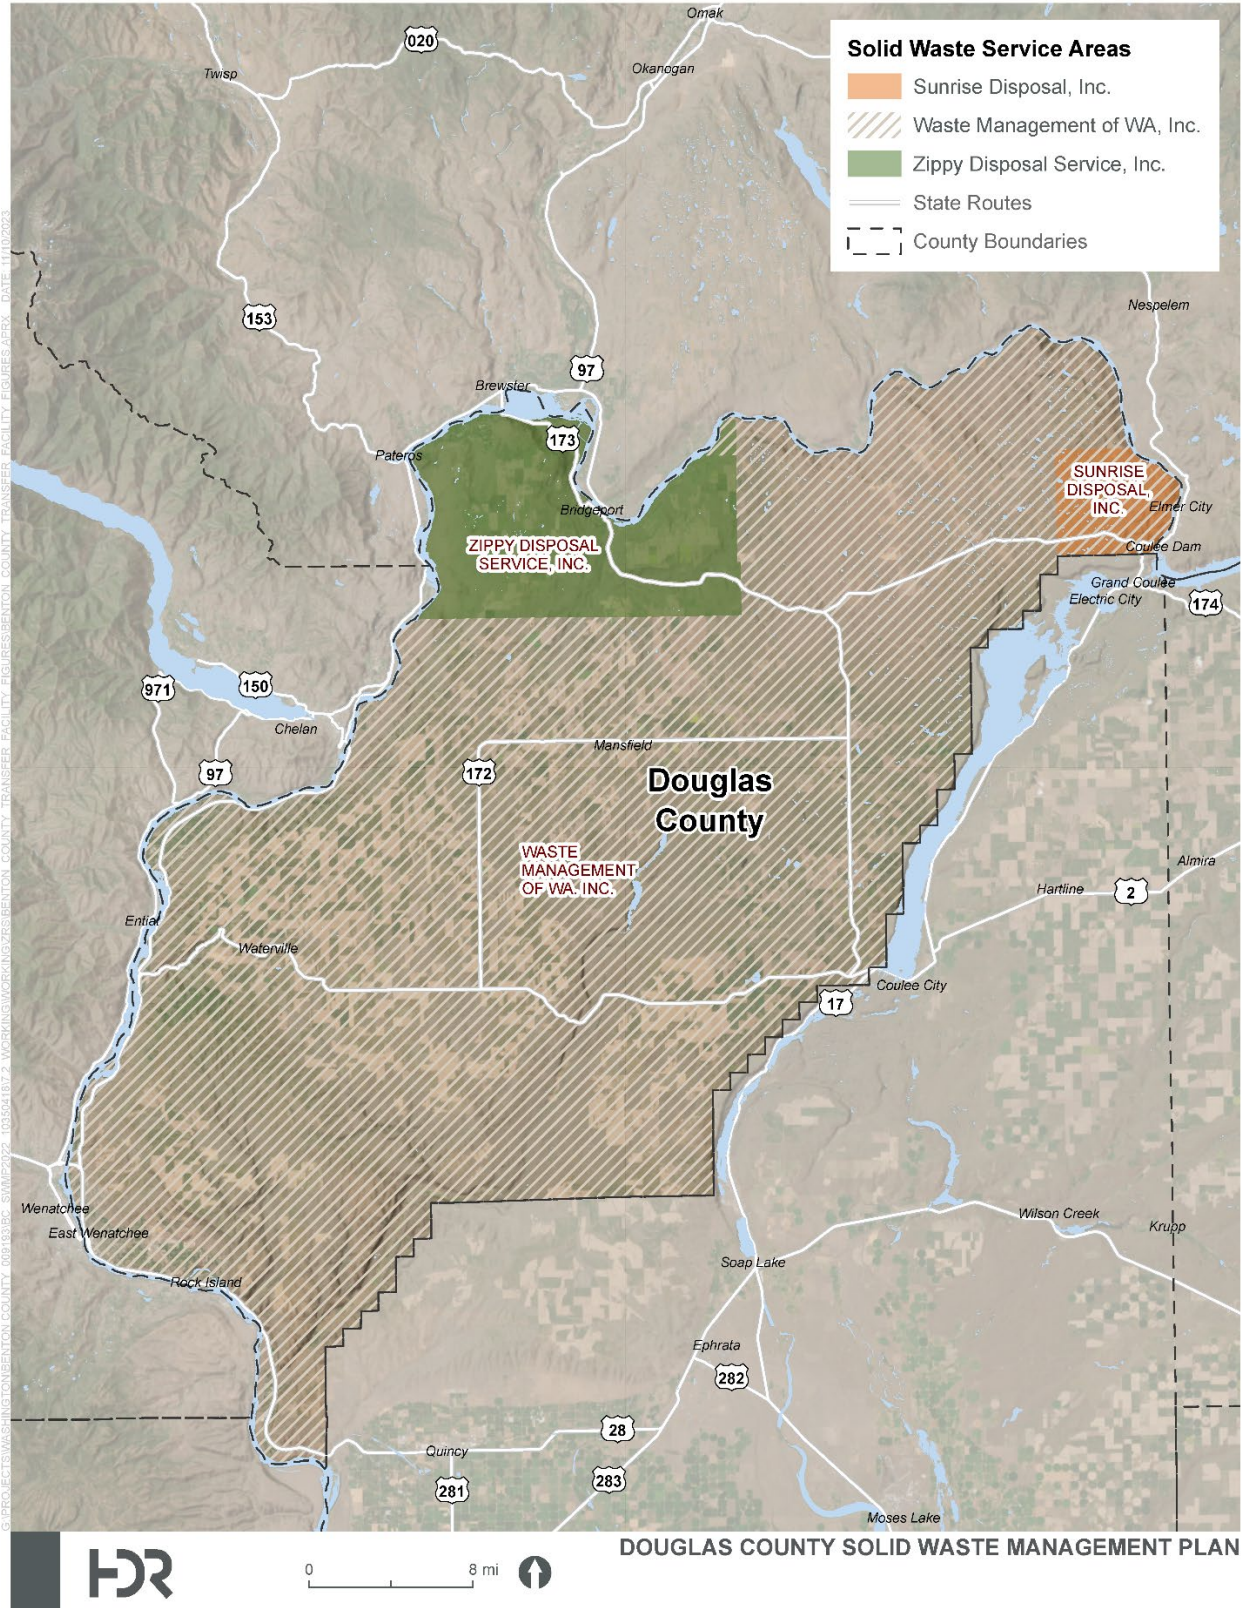 Omak
020
Twisp
Okanogan
Solid Waste Service Areas
Sunrise Disposal, Inc.
Waste Management of WA, Inc.
Zippy Disposal Service, Inc.
State Routes
County Boundaries
Nespelem
153
97
Brewster
173
Pateros
SUNRISE
DISPOSAL,
INC.
Elmer City
Bridgeport
ZIPPY DISPOSAL
SERVICE, INC.
Coulee Dam
Grand Coulee
Electric City
174
971
150
Chelan
97
172
Mansfield
Douglas
County
WASTE
MANAGEMENT
OF WA. INC.
Almira
Hartline
2
Entiat
Waterville
Coulee City
17
Wenatchee
East Wenatchee
Wilson Creek
Krupp
Rock Island
Soap Lake
Ephrata
282
28
Quincy
283
281
Moses Lake
DOUGLAS COUNTY SOLID WASTE MANAGEMENT PLAN
HDR
0
8 mi